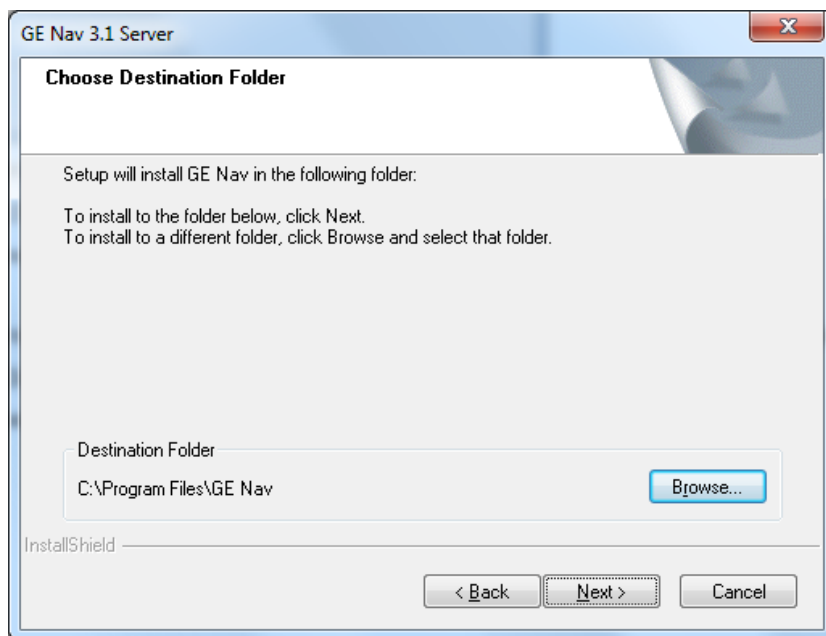 GE Nav 3.1 Server
Choose Destination Folder
Setup will install GE Nav in the following folder:
To install to the folder below, click Next.
To install to a different folder, click Browse and select that folder.
Destination Folder
C:\Program Files\GE Nav
Browse...
InstallShield
< Back
Next >
Cancel